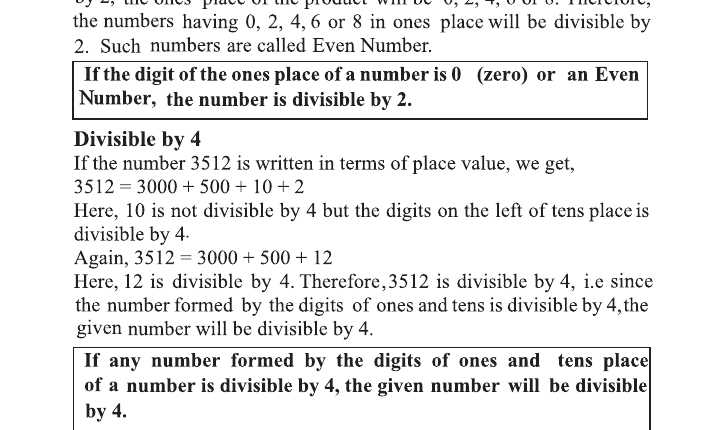 the numbers having 0, 2, 4, 6 or 8 in ones place will be divisible by
2. Such numbers are called Even Number.
If the digit of the ones place of a number is 0 (zero) or an Even
Number, the number is divisible by 2.
Divisible by 4
If the number 3512 is written in terms of place value, we get,
3512 = 3000 + 500 + 10 + 2
Here, 10 is not divisible by 4 but the digits on the left of tens place is
divisible by 4.
Again, 3512 = 3000 + 500 + 12
Here, 12 is divisible by 4. Therefore,3512 is divisible by 4, i.e since
the number formed by the digits of ones and tens is divisible by 4,the
given number will be divisible by 4.
If any number formed by the digits of ones and tens place
of a number is divisible by 4, the given number will be divisible
by 4.